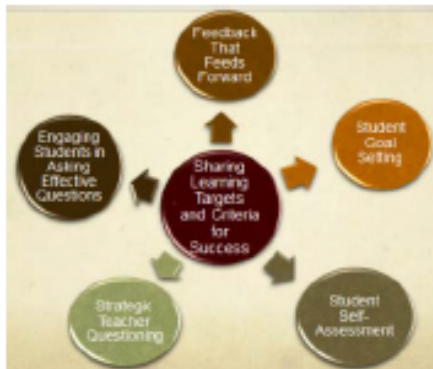 Feedback
That
Feeds
Forward
Student
Goal
Setting
Engaging
Students in
Asking
Effective
Questions
Sharing
Learning
Targets
and Criteria
for
Success
Strategic
Teacher
Questioning
Student
Self-
Assessment